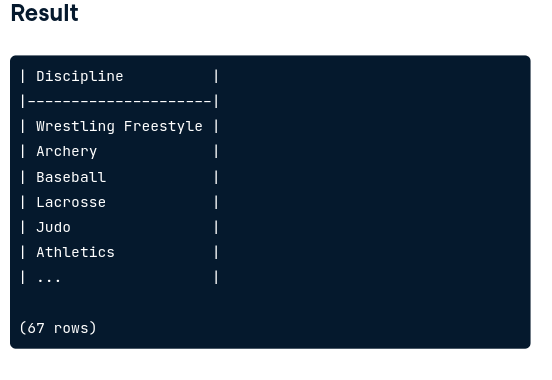 Result
| Discipline          |
|---------------------|
| Wrestling Freestyle |
| Archery             |
| Baseball            |
| Lacrosse            |
| Judo                |
| Athletics           |
| ...                 |
(67 rows)